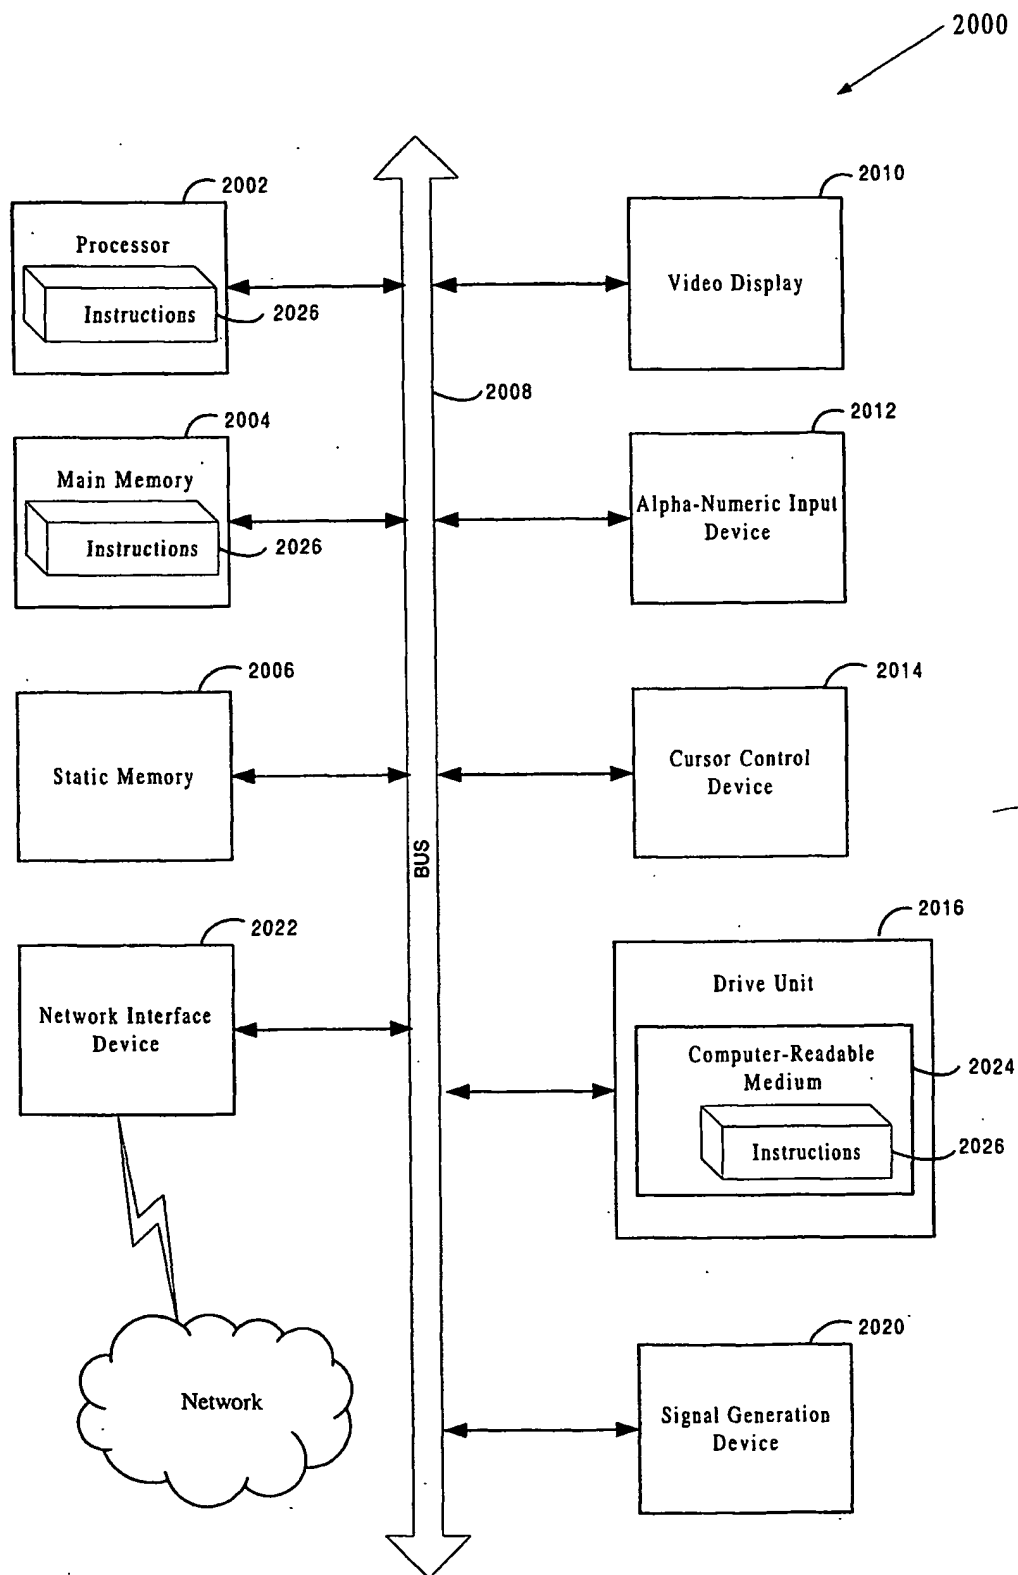 2000
2002
Processor
Instructions
2026
2010
Video Display
2008
2004
Main Memory
Instructions
2026
2012
Alpha-Numeric Input
Device
2006
Static Memory
2014
Cursor Control
Device
BUS
2022
Network Interface
Device
2016
Drive Unit
Computer-Readable
Medium
2024
Instructions
2026
Network
2020
Signal Generation
Device